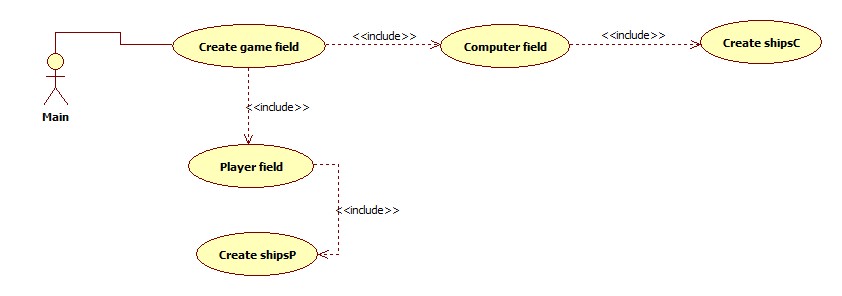 Create game field
<<include>>
Computer field
<<include>>
Create shipsC
Main
<<include>>
Player field
<<include>>
Create shipsP